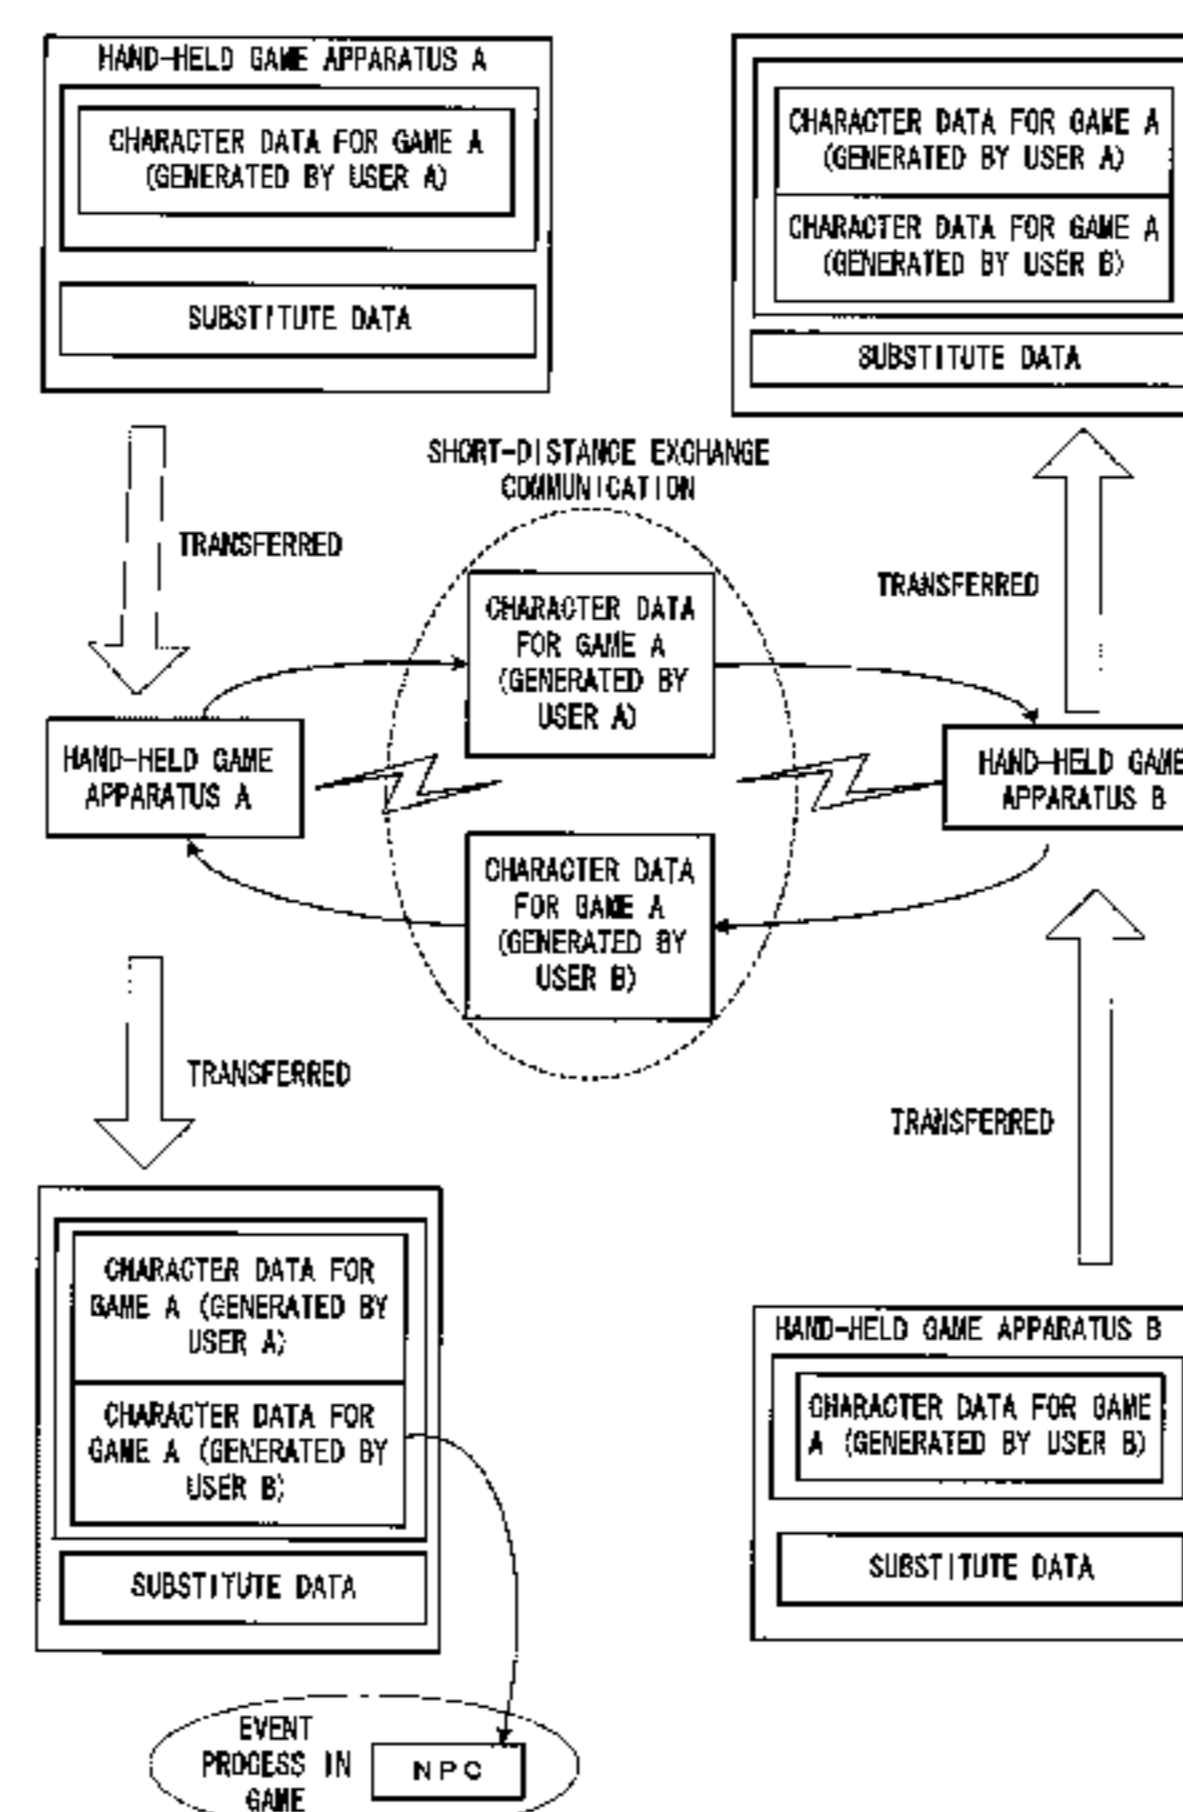 HAND-HELD GAME APPARATUS A
CHARACTER DATA FOR GAME A
(GENERATED BY USER A)
SUBSTITUTE DATA
CHARACTER DATA FOR GAME A
(GENERATED BY USER A)
CHARACTER DATA FOR GAME A
(GENERATED BY USER B)
SUBSTITUTE DATA
TRANSFERRED
SHORT-DISTANCE EXCHANGE
COMMUNICATION
TRANSFERRED
CHARACTER DATA
FOR GAME A
(GENERATED BY
USER A)
HAND-HELD GAME
APPARATUS A
HAND-HELD GAME
APPARATUS B
CHARACTER DATA
FOR GAME A
(GENERATED BY
USER B)
TRANSFERRED
TRANSFERRED
CHARACTER DATA FOR
GAME A (GENERATED BY
USER A)
CHARACTER DATA FOR
GAME A (GENERATED BY
USER B)
SUBSTITUTE DATA
HAND-HELD GAME APPARATUS B
CHARACTER DATA FOR GAME
A (GENERATED BY USER B)
SUBSTITUTE DATA
EVENT
PROCESS IN
GAME
NPC